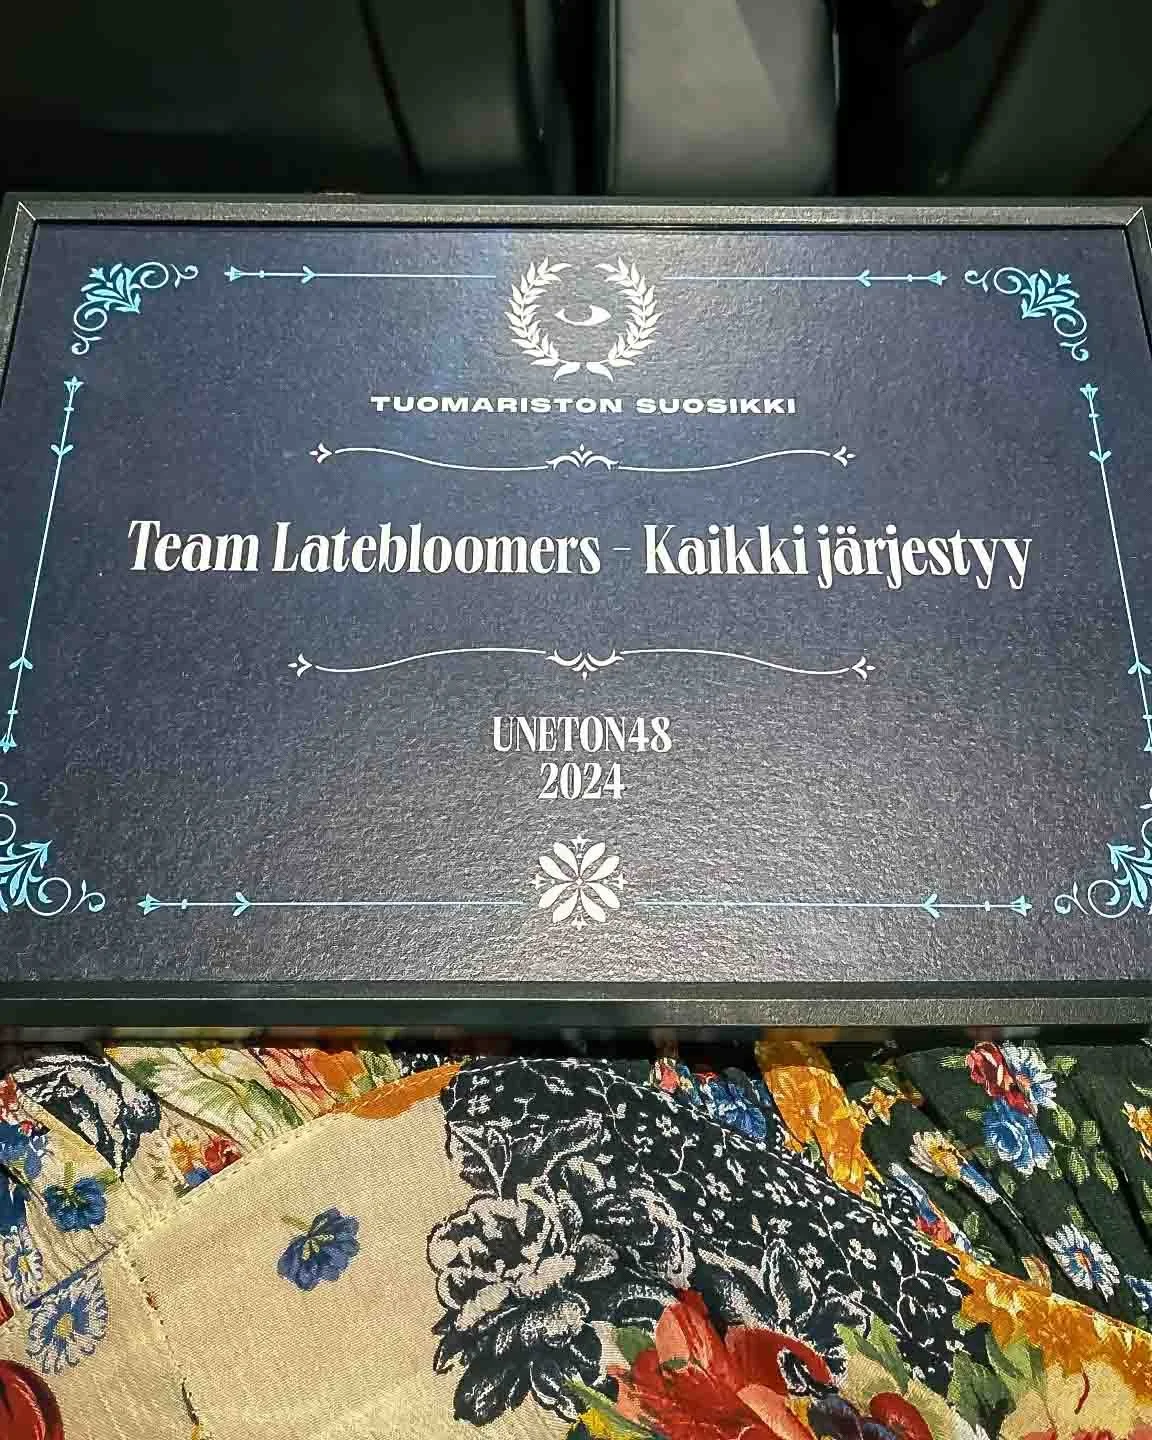 TUOMARISTON SUOSIKKI
Team Latebloomers - Kaikki järjestyy
UNETON48
2024